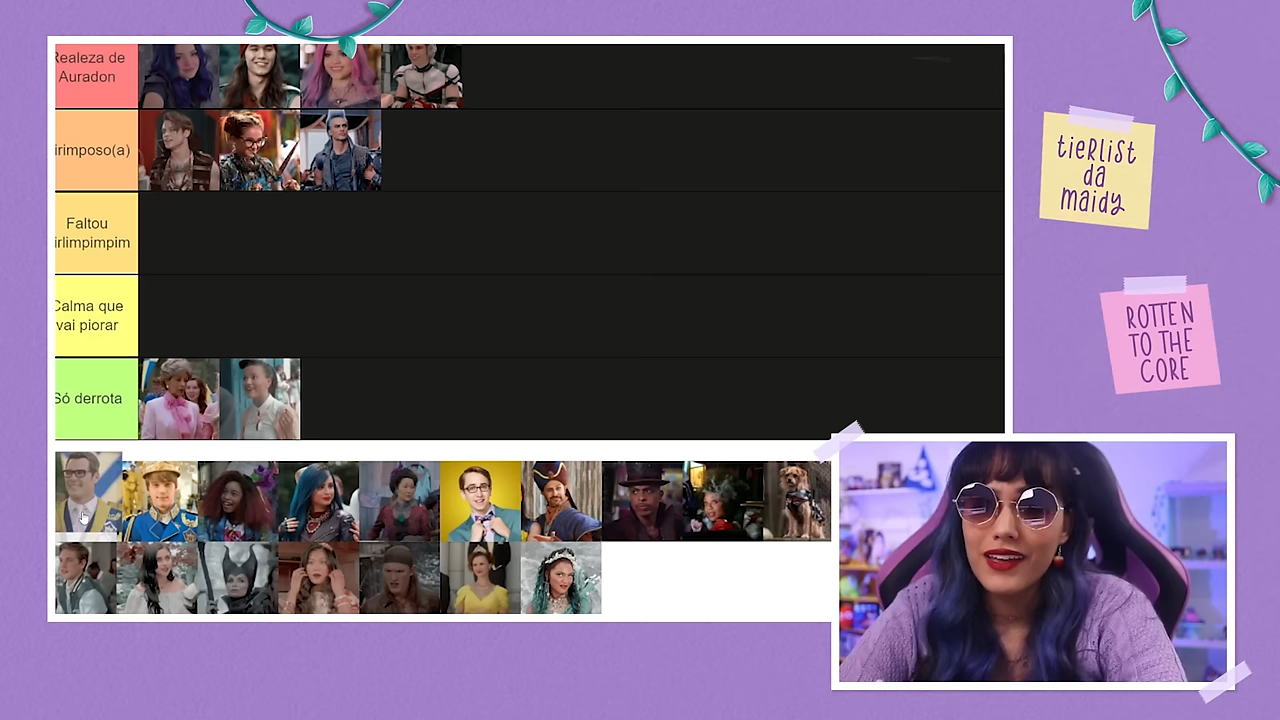 Realeza de
Auradon
irimposo(a)
Faltou
irlimpimpim
Calma que
vai piorar
Só derrota
tieRliST
da
maidy
ROTTEN
TO THE
CORE